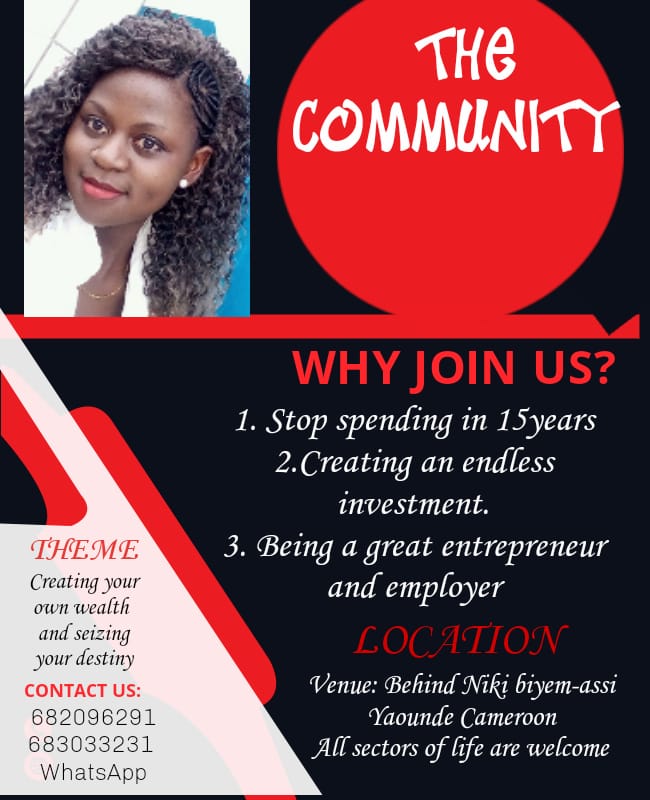 THE
COMMUNITY
WHY JOIN US?
1. Stop spending in 15years
2.Creating an endless
investment.
3. Being a great entrepreneur
and employer
THEME
Creating your
own wealth
and seizing
your destiny
CONTACT US:
682096291
683033231
WhatsApp
LOCATION
Venue: Behind Niki biyem-assi
Yaounde Cameroon
All sectors of life are welcome